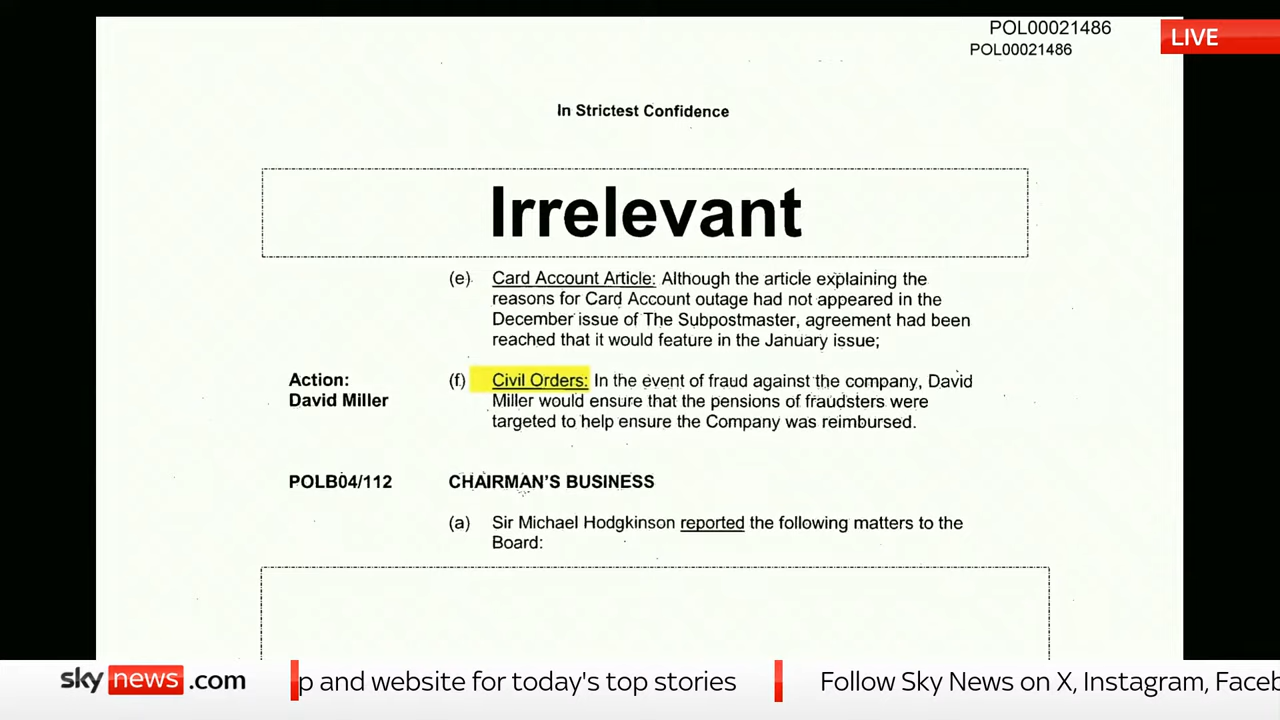 POL00021486
POL00021486
LIVE
In Strictest Confidence
Irrelevant
(e) Card Account Article: Although the article explaining the
reasons for Card Account outage had not appeared in the
December issue of The Subpostmaster, agreement had been
reached that it would feature in the January issue;
Action: (f) Civil Orders: In the event of fraud against the company, David
David Miller Miller would ensure that the pensions of fraudsters were
targeted to help ensure the Company was reimbursed.
POLB04/112 CHAIRMAN'S BUSINESS
(a) Sir Michael Hodgkinson reported the following matters to the
Board:
sky news .com p and website for today's top stories Follow Sky News on X, Instagram, Faceb